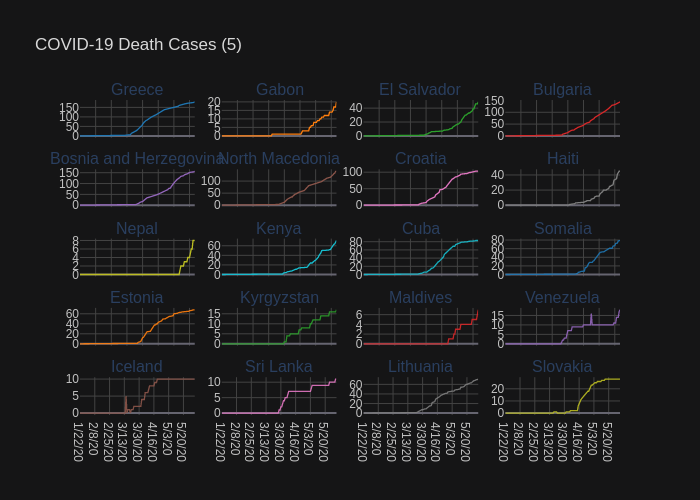 COVID-19 Death Cases (5)
Greece Gabon El Salvador Bulgaria
150 100 50 0
20 15 10 5 0
40 20 0
150 100 50 0
Bosnia and Herzegovina North Macedonia Croatia Haiti
150 100 50 0
100 50 0
100 50 0
40 20 0
Nepal Kenya Cuba Somalia
8 6 4 2 0
60 40 20 0
80 60 40 20 0
80 60 40 20 0
Estonia Kyrgyzstan Maldives Venezuela
60 40 20 0
15 10 5 0
6 4 2 0
15 10 5 0
Iceland Sri Lanka Lithuania Slovakia
10 5 0
10 5 0
60 40 20 0
20 10 0
1/22/20 2/8/20 2/25/20 3/13/20 3/30/20 4/16/20 5/3/20 5/20/20
1/22/20 2/8/20 2/25/20 3/13/20 3/30/20 4/16/20 5/3/20 5/20/20
1/22/20 2/8/20 2/25/20 3/13/20 3/30/20 4/16/20 5/3/20 5/20/20
1/22/20 2/8/20 2/25/20 3/13/20 3/30/20 4/16/20 5/3/20 5/20/20